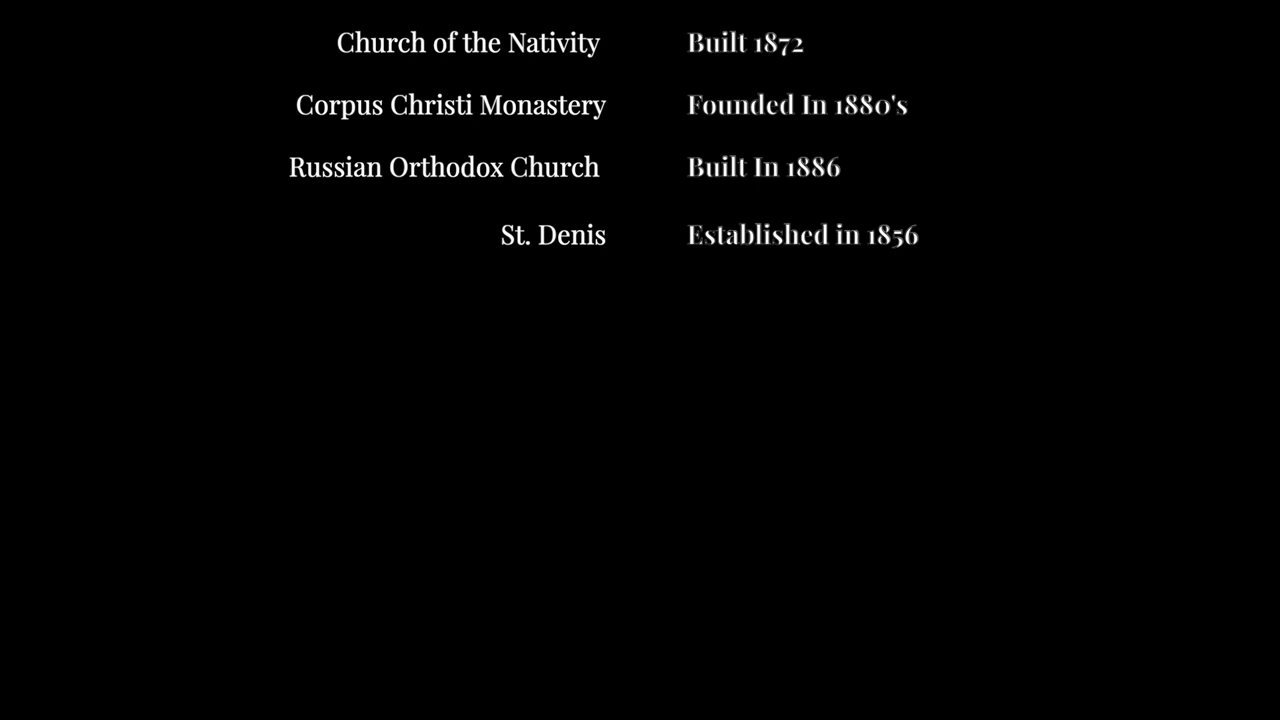 Church of the Nativity Built 1872
Corpus Christi Monastery Founded In 1880's
Russian Orthodox Church Built In 1886
St. Denis Established in 1856